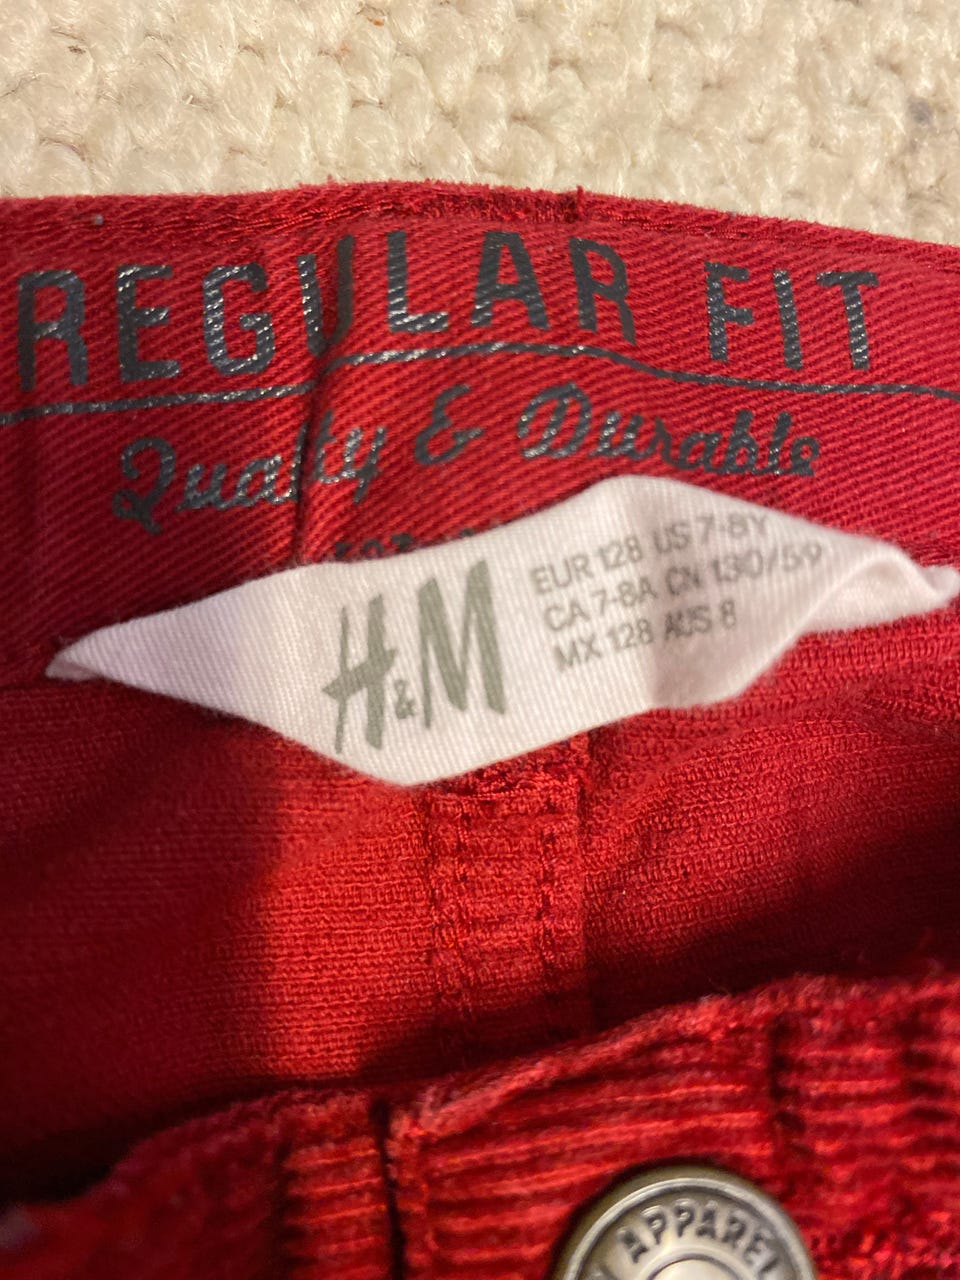 REGULAR FIT
Quality & Durable
H&M
EUR 128 US 7-8Y
CA 7-8A CN 130/59
MX 128 AUS 8
APPAREL